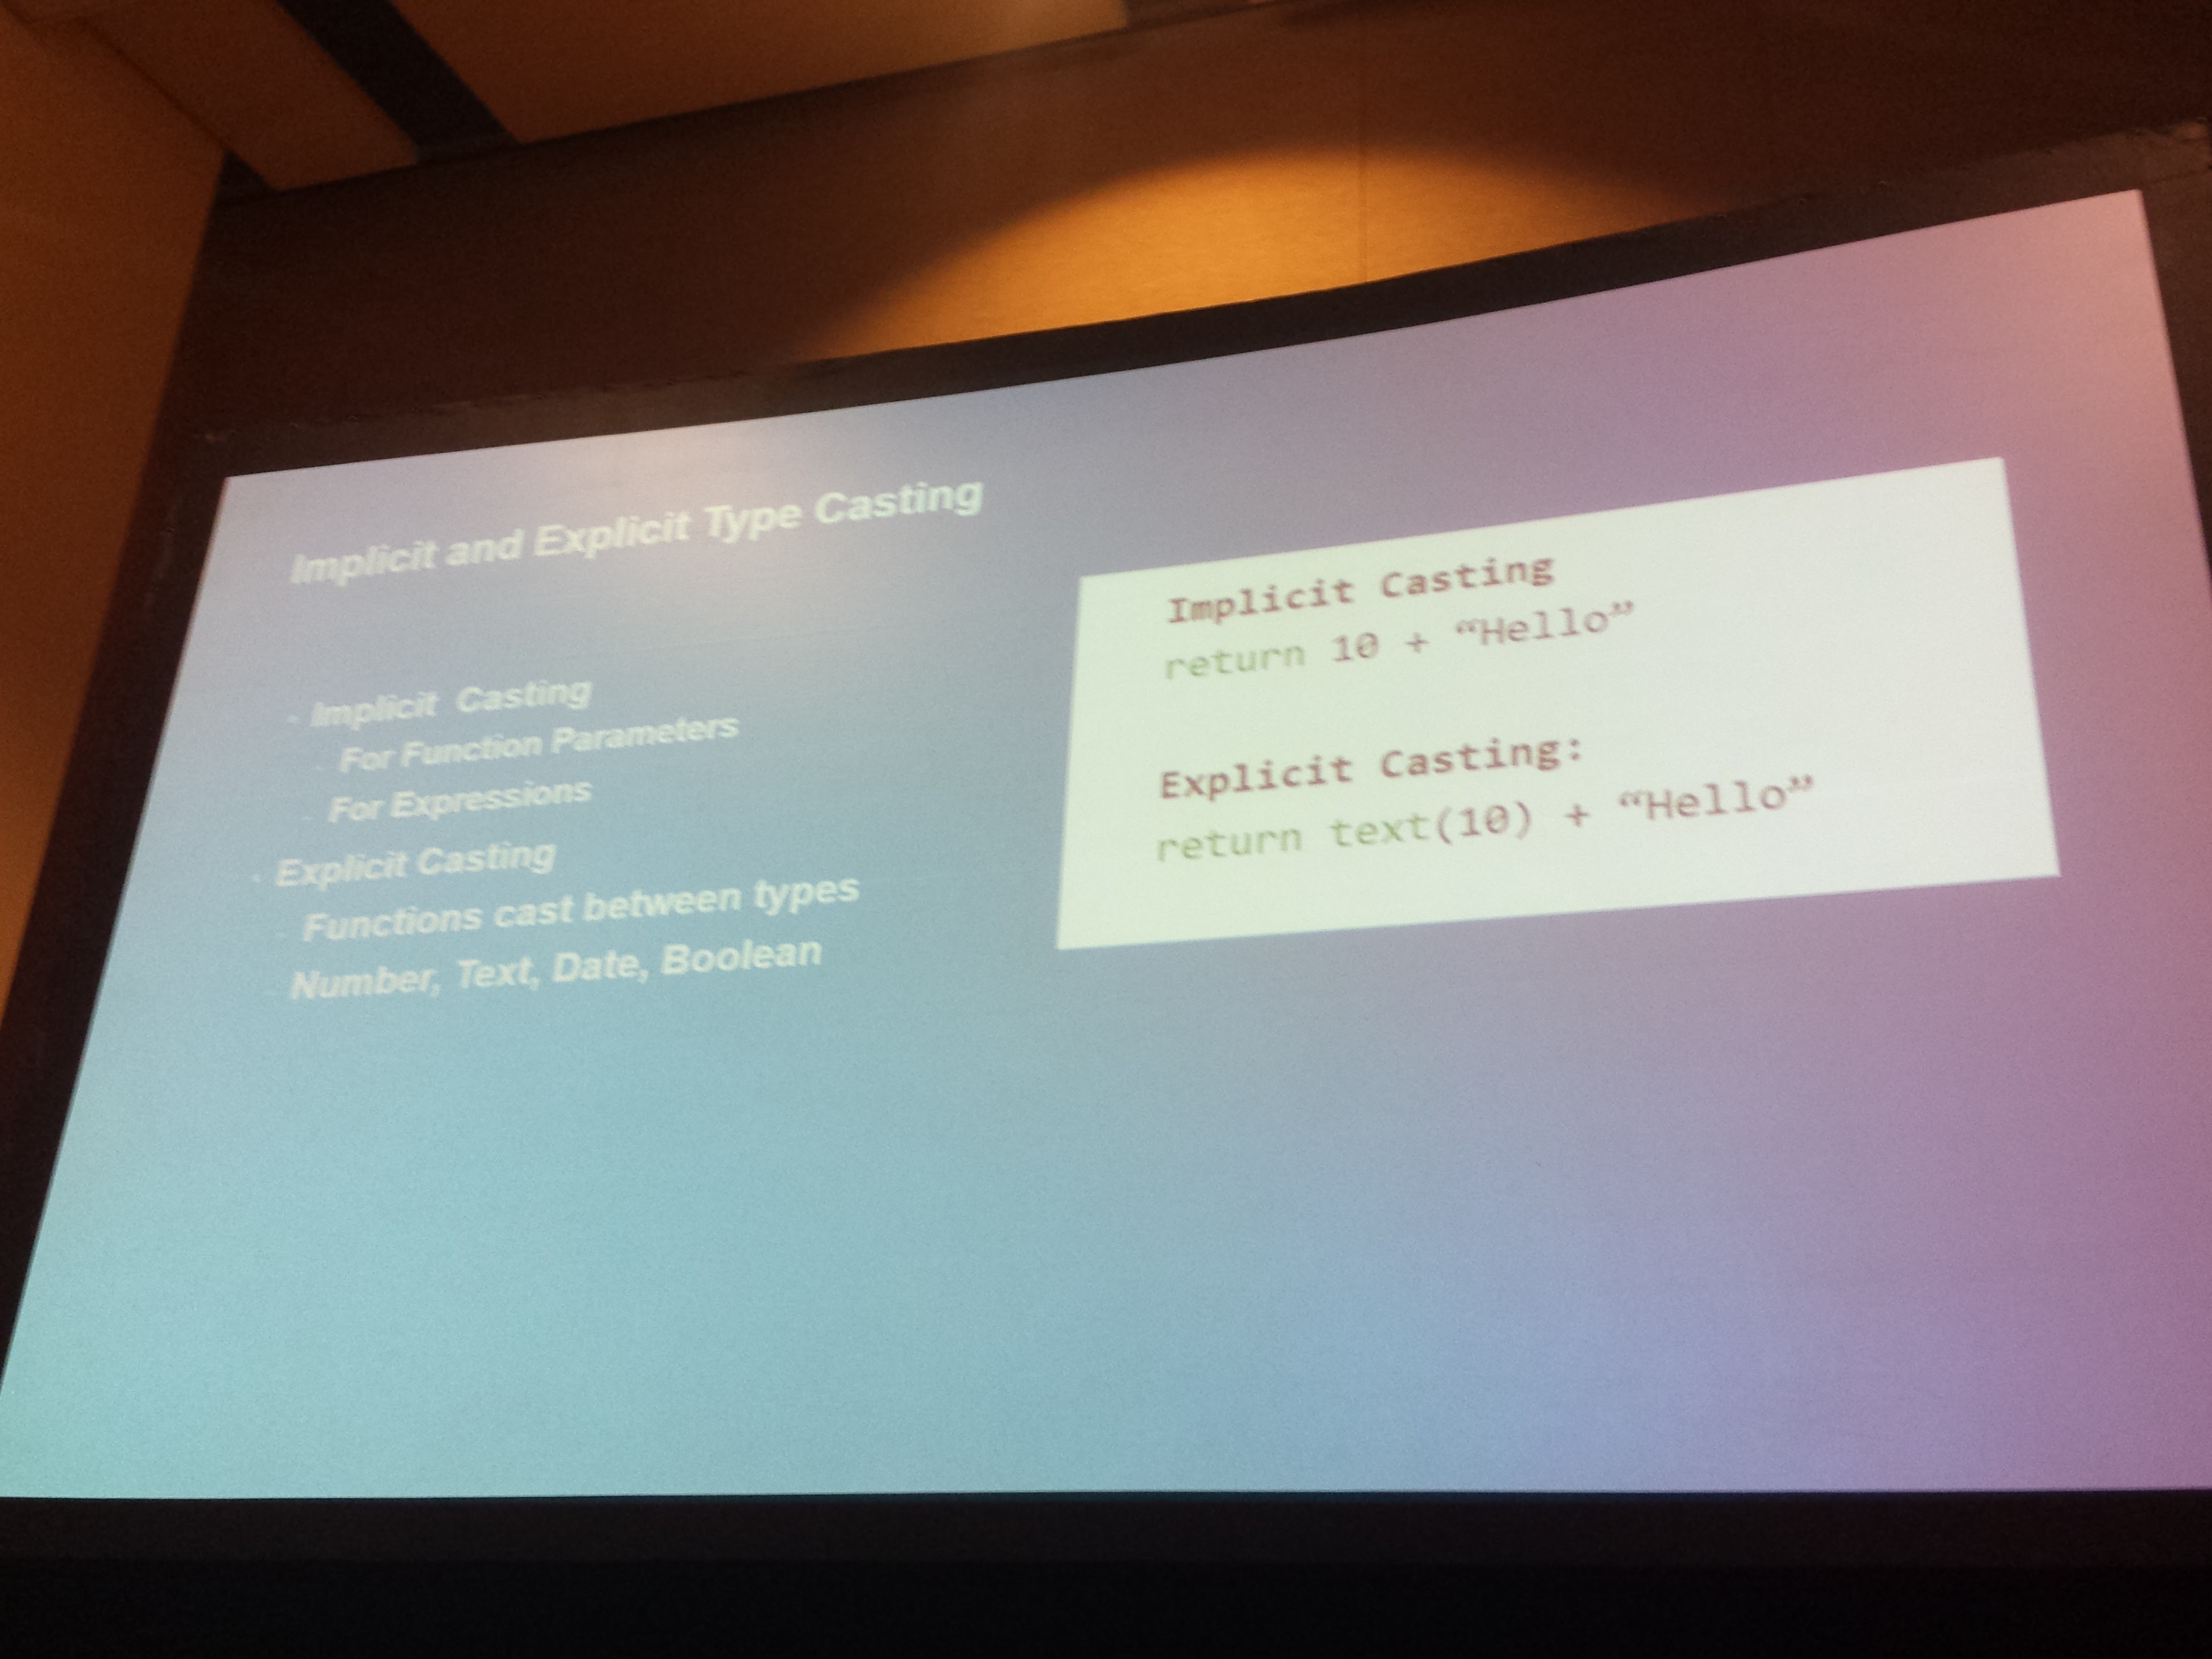 Implicit and Explicit Type Casting
Implicit Casting
For Function Parameters
For Expressions
Explicit Casting
Functions cast between types
Number, Text, Date, Boolean
Implicit Casting
return 10 + “Hello”
Explicit Casting:
return text(10) + “Hello”